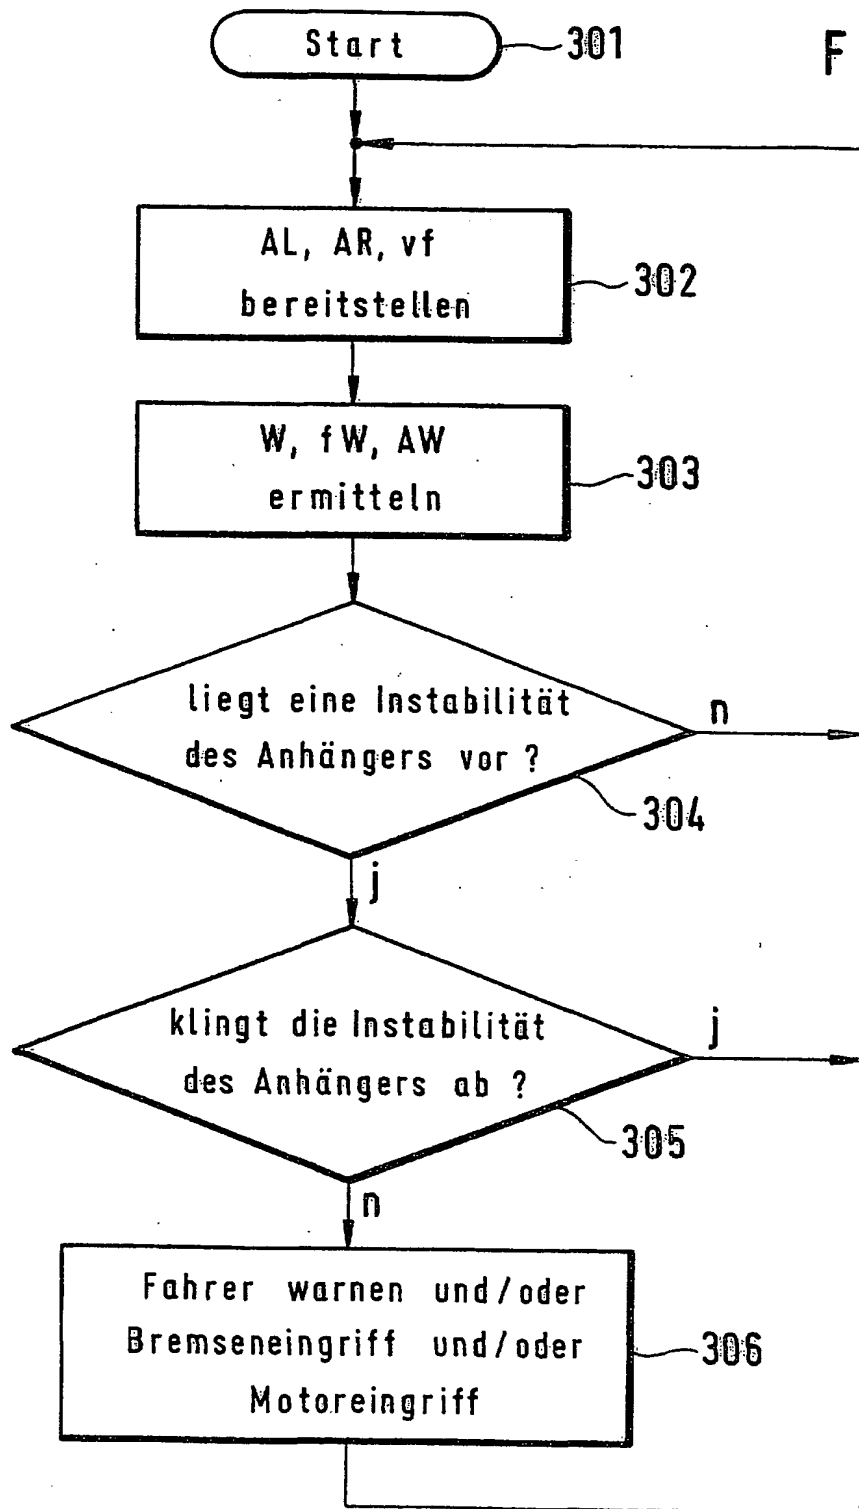 Start
301
F
AL, AR, vf
bereitstellen
302
W, fW, AW
ermitteln
303
liegt eine Instabilität
des Anhängers vor ?
n
304
j
klingt die Instabilität
des Anhängers ab ?
j
305
n
Fahrer warnen und/oder
Bremseneingriff und/oder
Motoreingriff
306